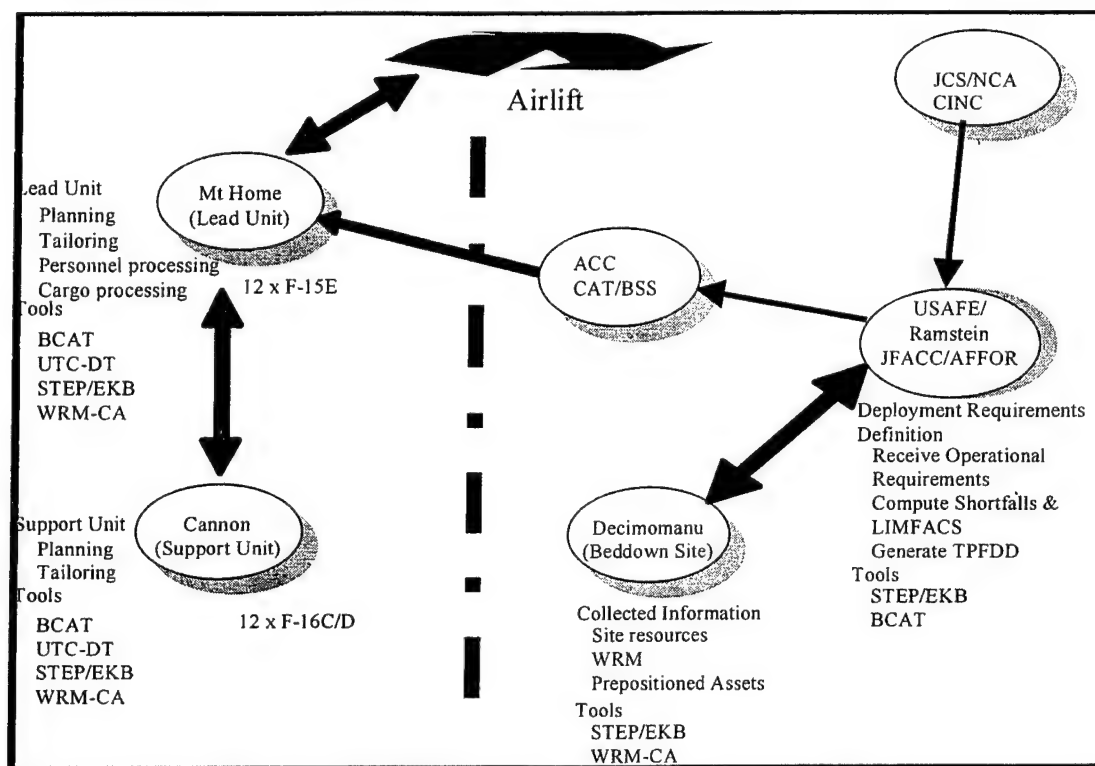 Airlift
JCS/NCA
CINC
Mt Home
(Lead Unit)
Lead Unit
Planning
Tailoring
Personnel processing
Cargo processing
Tools
BCAT
UTC-DT
STEP/EKB
WRM-CA
12 x F-15E
ACC
CAT/BSS
USAFE/
Ramstein
JFACC/AFFOR
Deployment Requirements
Definition
Receive Operational
Requirements
Compute Shortfalls &
LIMFACS
Generate TPFDD
Tools
STEP/EKB
BCAT
Cannon
(Support Unit)
Support Unit
Planning
Tailoring
Tools
BCAT
UTC-DT
STEP/EKB
WRM-CA
12 x F-16C/D
Decimomanu
(Beddown Site)
Collected Information
Site resources
WRM
Prepositioned Assets
Tools
STEP/EKB
WRM-CA